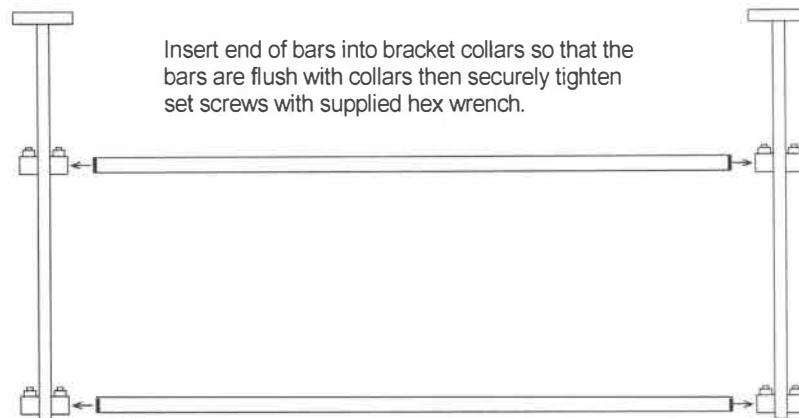 Insert end of bars into bracket collars so that the
bars are flush with collars then securely tighten
set screws with supplied hex wrench.